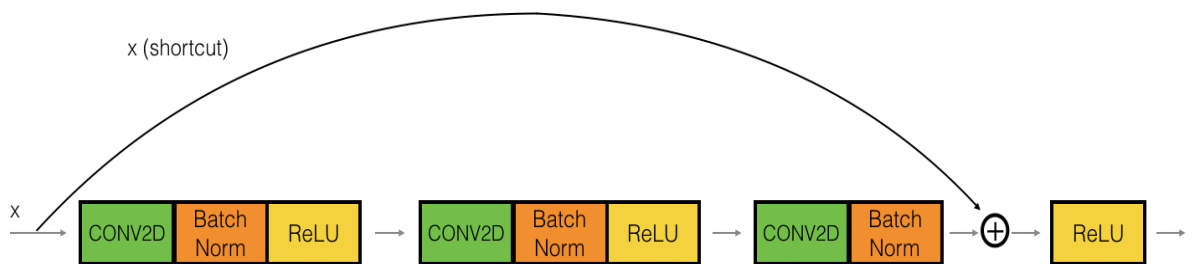 x (shortcut)
x
CONV2D
Batch
Norm
ReLU
CONV2D
Batch
Norm
ReLU
CONV2D
Batch
Norm
+
ReLU